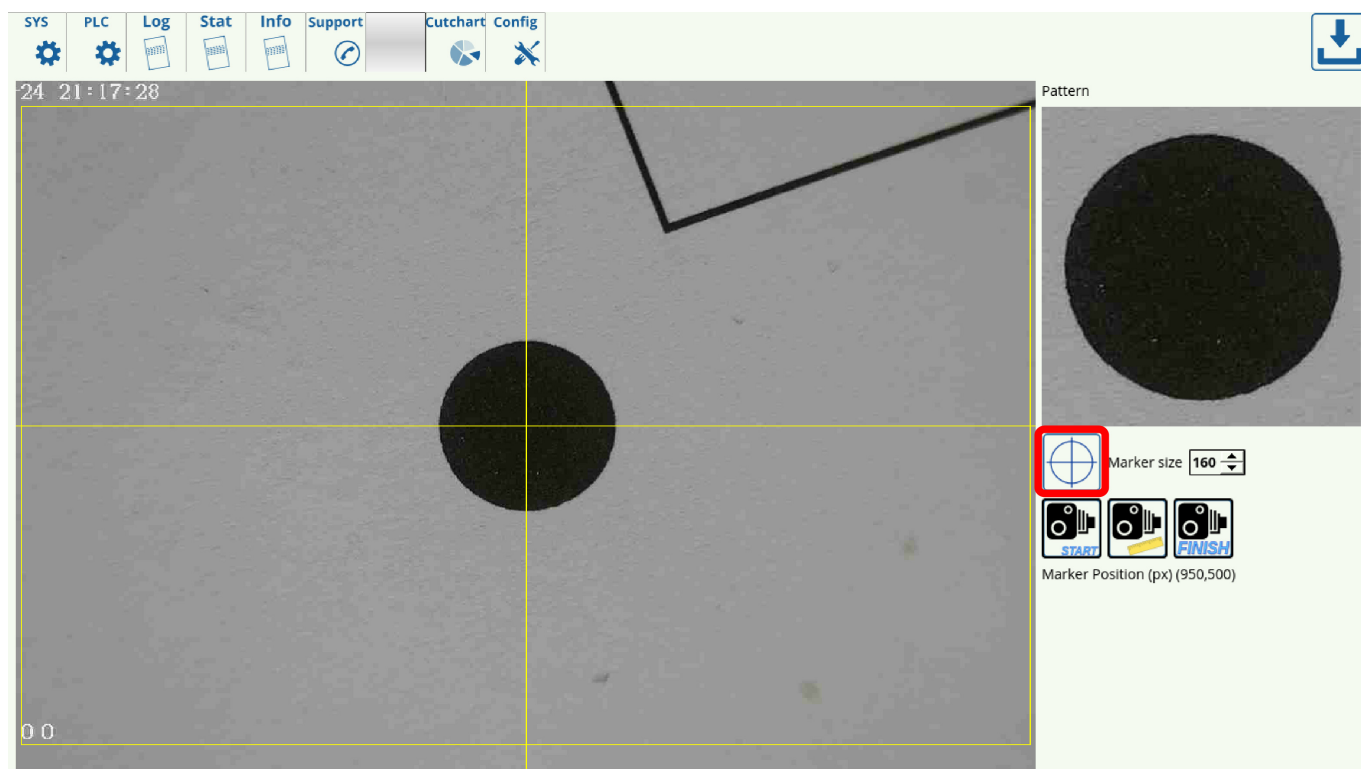 SYS PLC Log Stat Info Support Cutchart Config
24 21:17:28
Pattern
Marker size 160
START FINISH
Marker Position (px) (950,500)
0 0